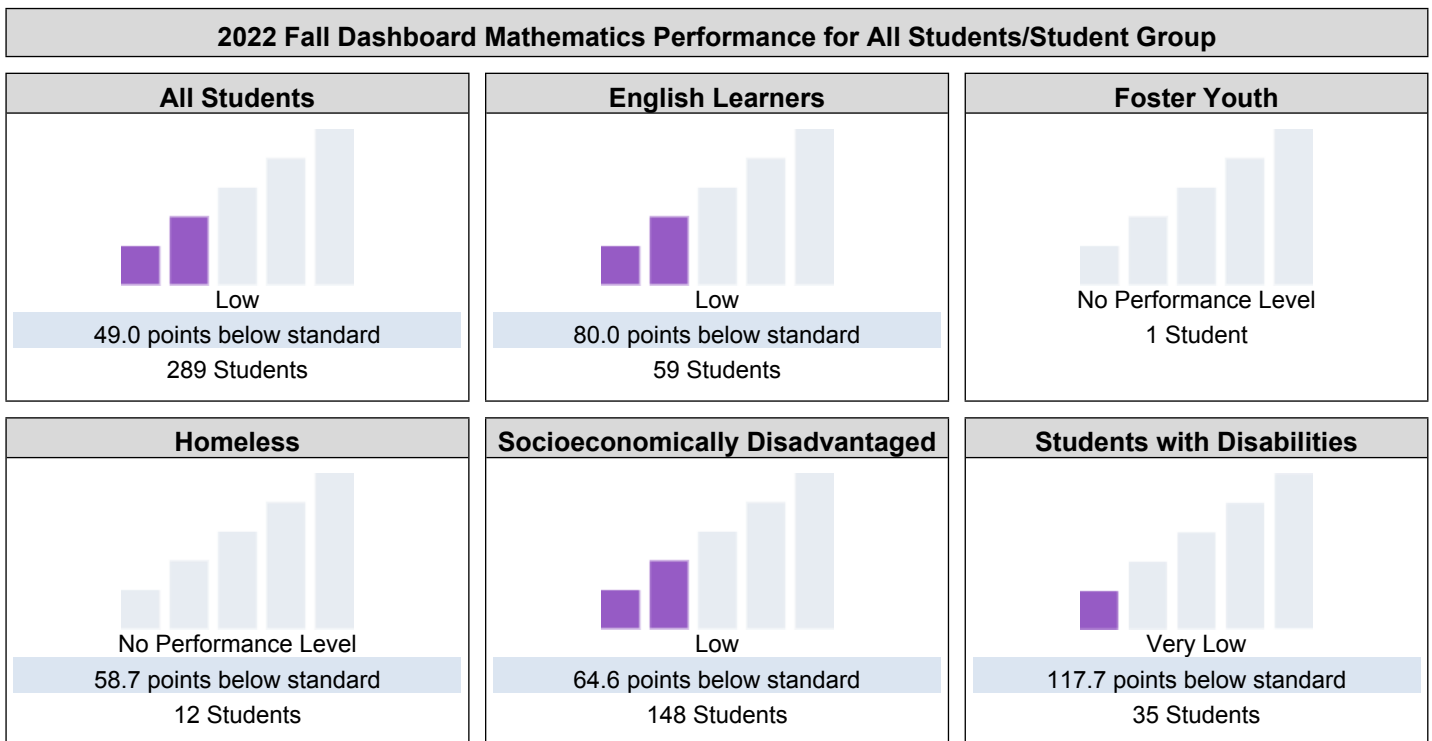 2022 Fall Dashboard Mathematics Performance for All Students/Student Group
All Students
Low
49.0 points below standard
289 Students
English Learners
Low
80.0 points below standard
59 Students
Foster Youth
No Performance Level
1 Student
Homeless
No Performance Level
58.7 points below standard
12 Students
Socioeconomically Disadvantaged
Low
64.6 points below standard
148 Students
Students with Disabilities
Very Low
117.7 points below standard
35 Students